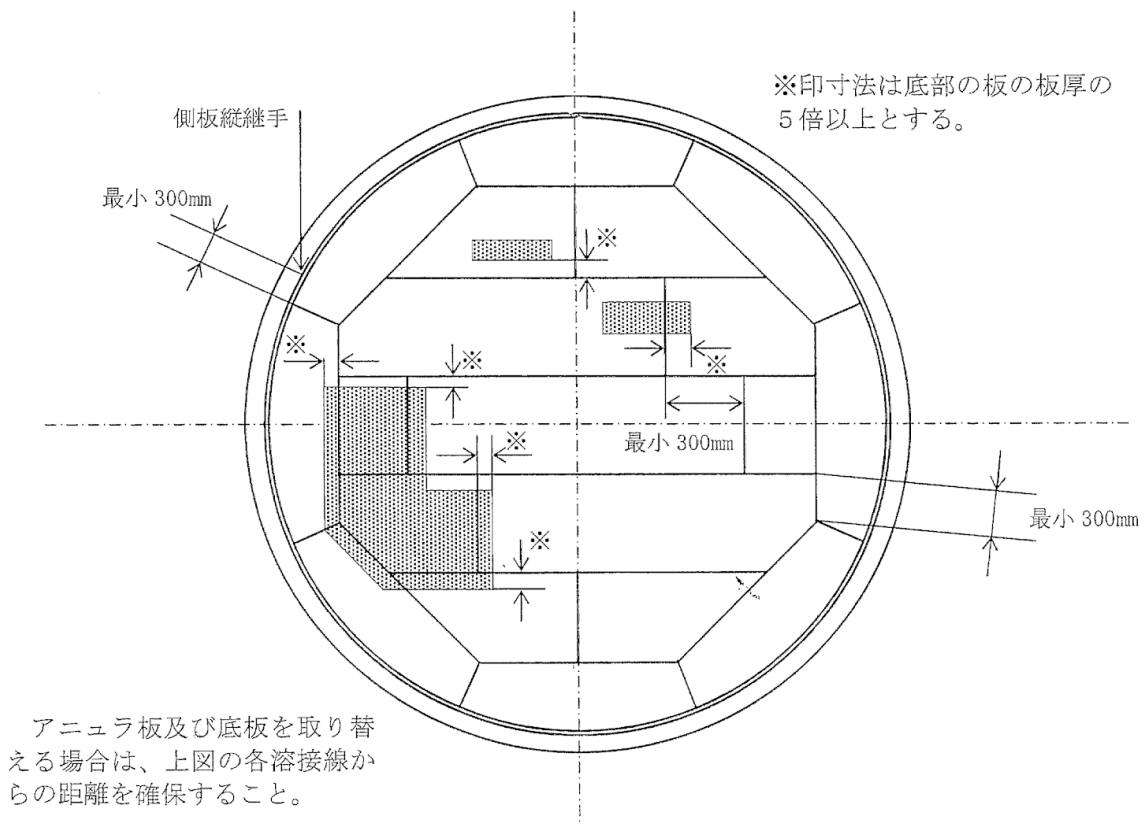 ※印寸法は底部の板の板厚の
５倍以上とする。
側板縦継手
最小 300mm
※
※
※
※
※
最小 300mm
※
※
最小 300mm
アニュラ板及び底板を取り替
える場合は、上図の各溶接線か
らの距離を確保すること。